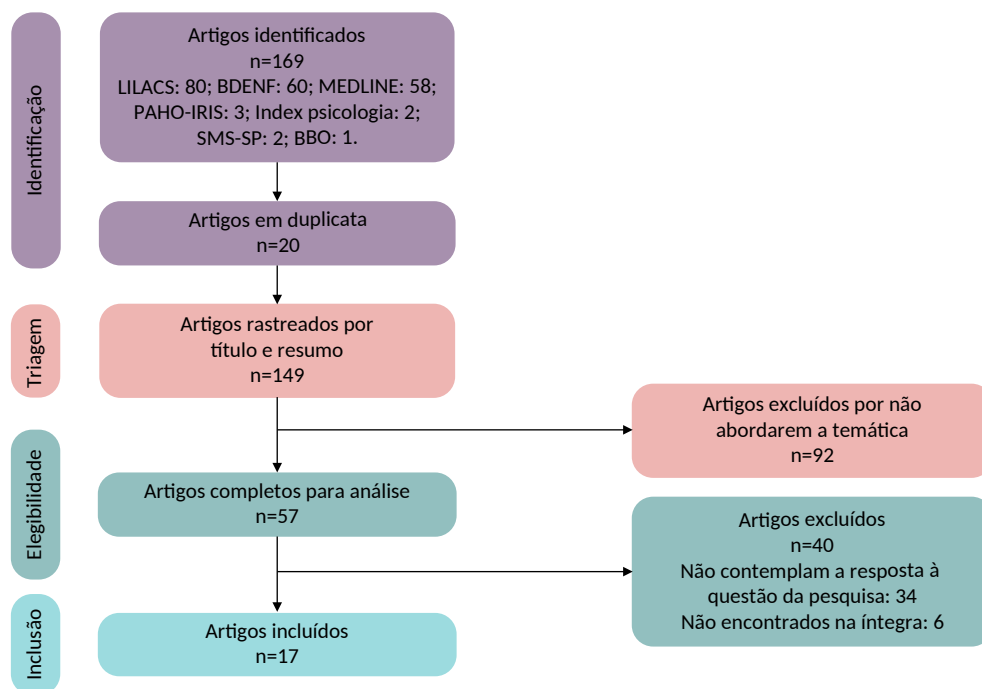 Identificação
Artigos identificados
n=169
LILACS: 80; BDENF: 60; MEDLINE: 58;
PAHO-IRIS: 3; Index psicologia: 2;
SMS-SP: 2; BBO: 1.
Artigos em duplicata
n=20
Triagem
Artigos rastreados por
título e resumo
n=149
Artigos excluídos por não
abordarem a temática
n=92
Elegibilidade
Artigos completos para análise
n=57
Artigos excluídos
n=40
Não contemplam a resposta à
questão da pesquisa: 34
Não encontrados na íntegra: 6
Inclusão
Artigos incluídos
n=17